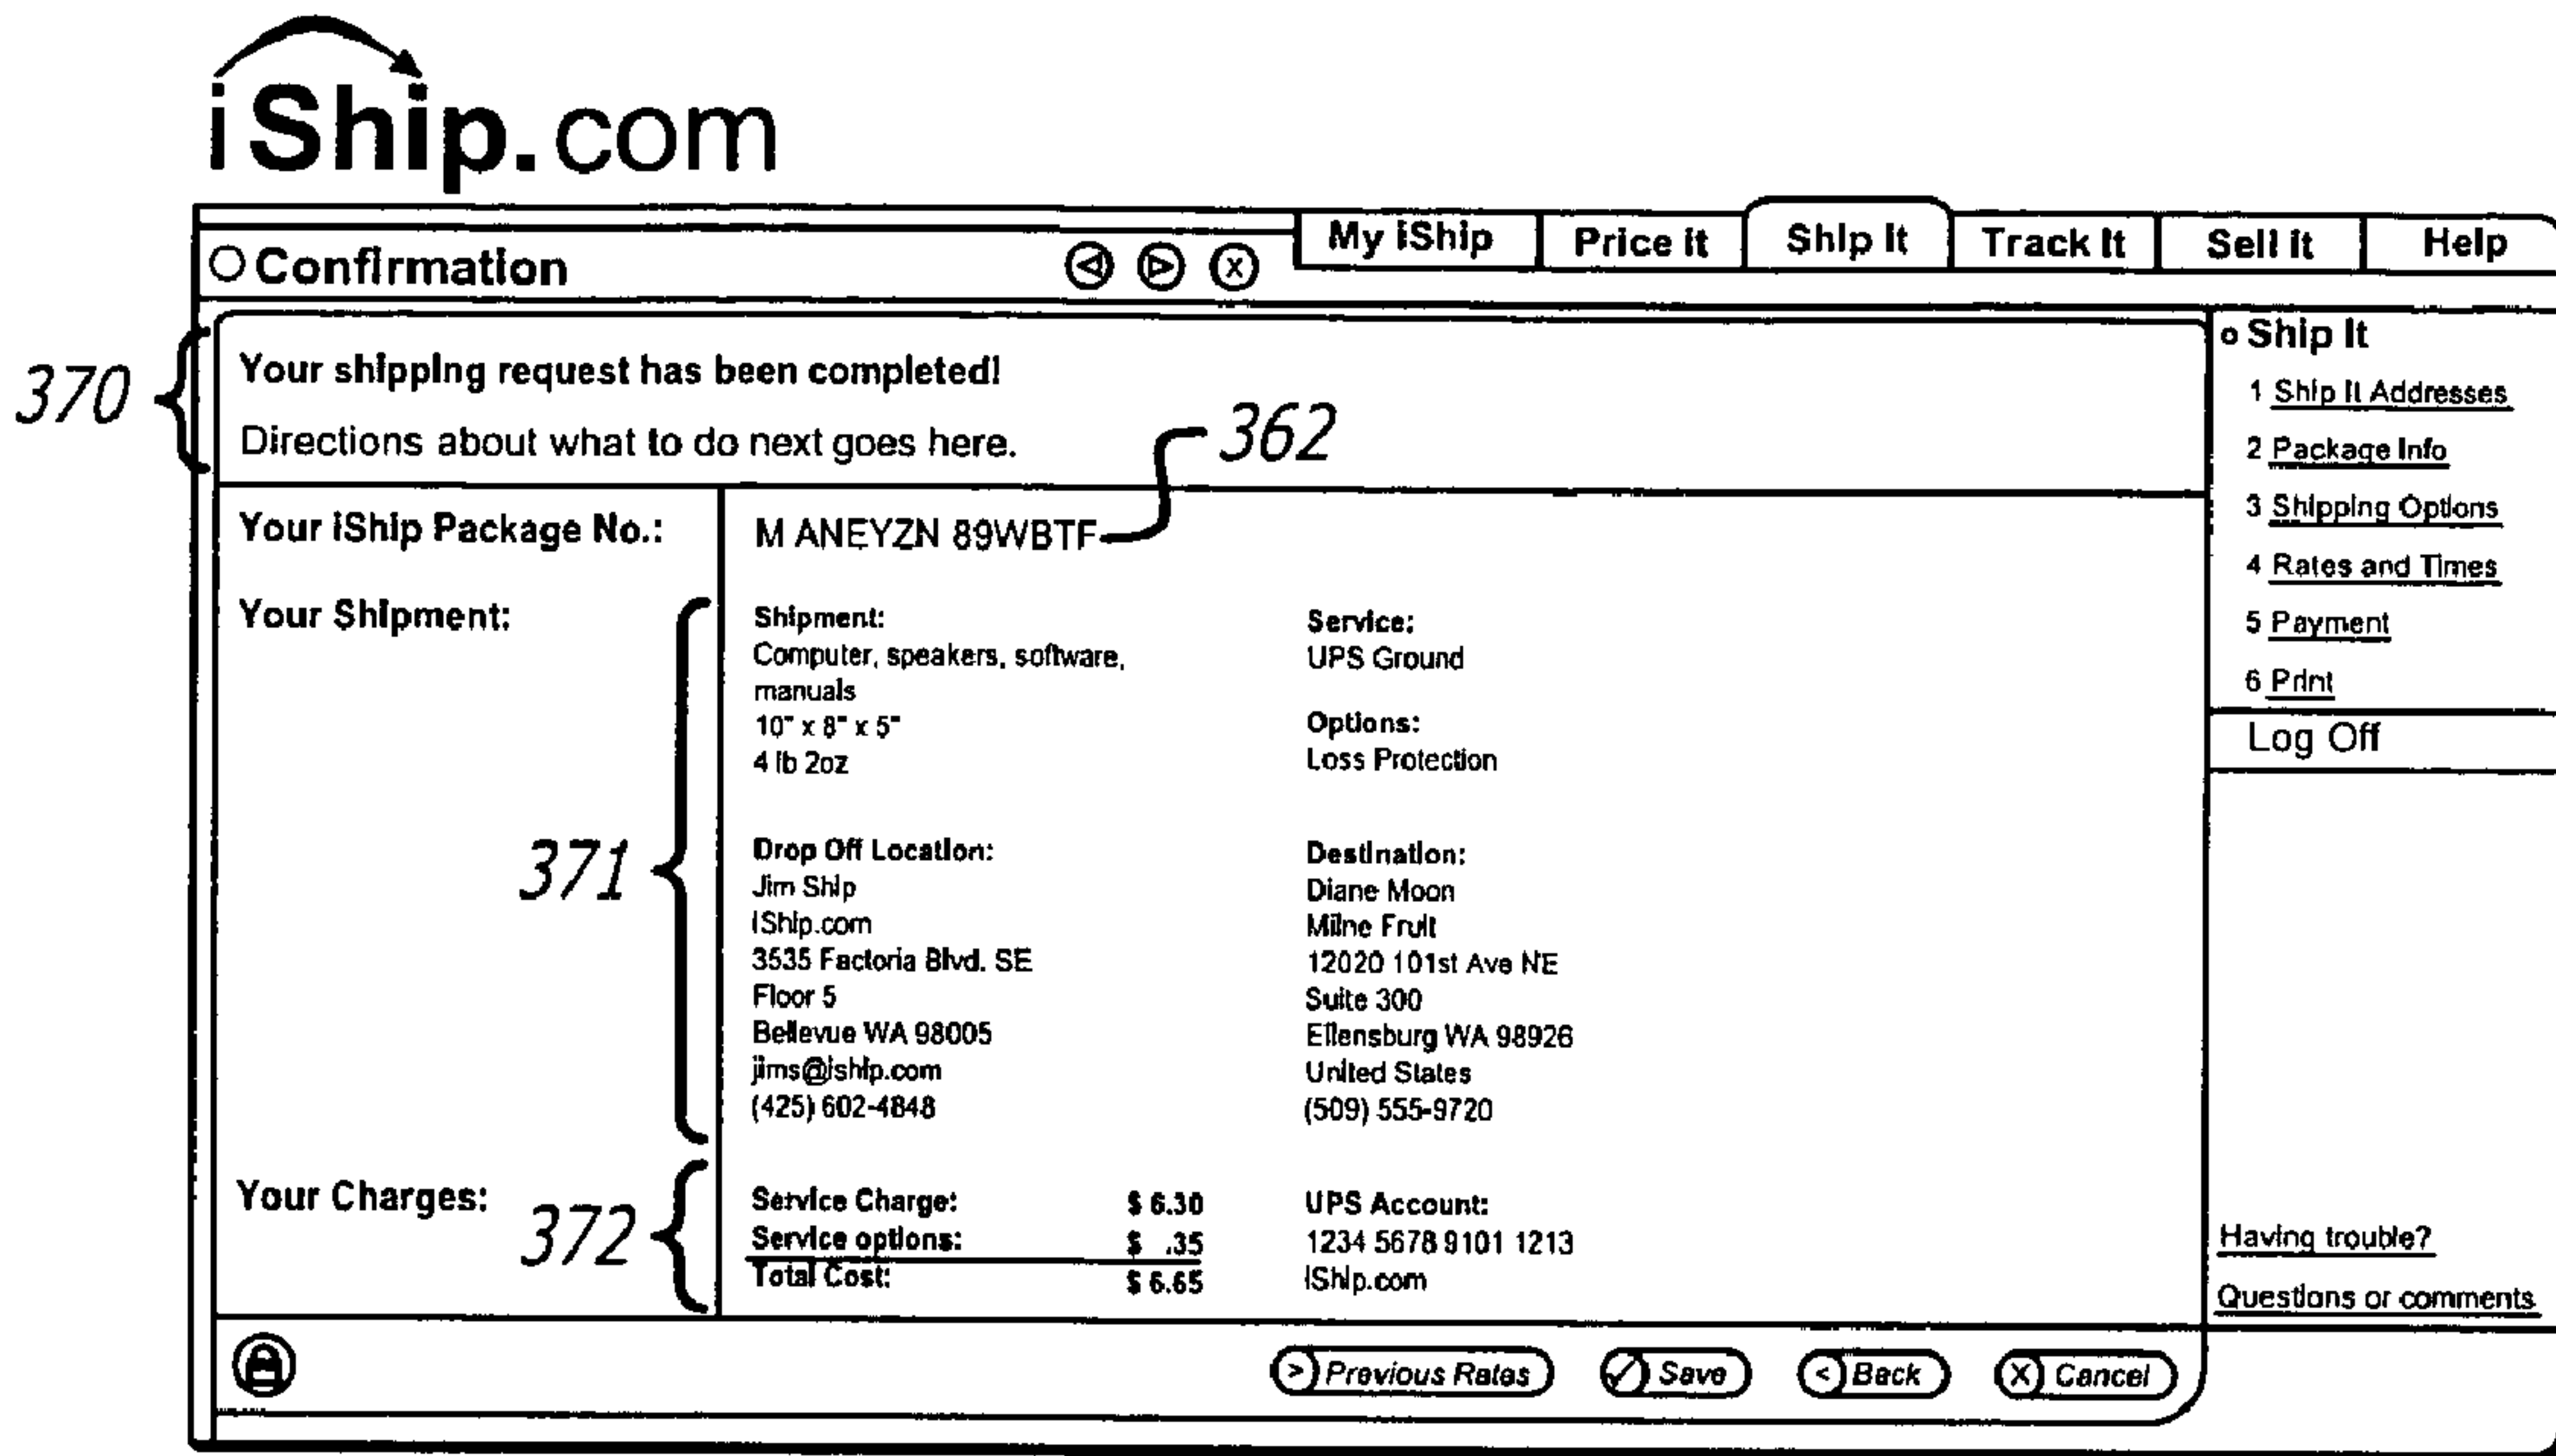 iShip.com
My iShip
Price it
Ship It
Track It
Sell it
Help
Confirmation
370
Your shipping request has been completed!
Directions about what to do next goes here.
362
Your iShip Package No.:
M ANEYZN 89WBTF
Your Shipment:
371
Shipment:
Computer, speakers, software,
manuals
10" x 8" x 5"
4 lb 2oz
Service:
UPS Ground
Options:
Loss Protection
Drop Off Location:
Jim Ship
iShip.com
3535 Factoria Blvd. SE
Floor 5
Bellevue WA 98005
jims@iship.com
(425) 602-4848
Destination:
Diane Moon
Milne Fruit
12020 101st Ave NE
Suite 300
Ellensburg WA 98926
United States
(509) 555-9720
Your Charges:
372
Service Charge: $ 6.30
Service options: $ .35
Total Cost: $ 6.65
UPS Account:
1234 5678 9101 1213
iShip.com
Ship It
1 Ship It Addresses
2 Package Info
3 Shipping Options
4 Rates and Times
5 Payment
6 Print
Log Off
Having trouble?
Questions or comments
> Previous Rates
Save
< Back
X Cancel